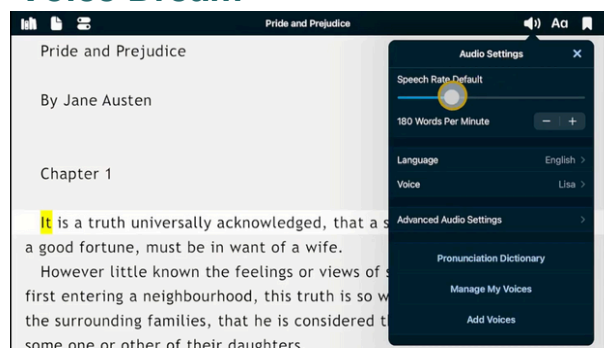 Voice Dream
Pride and Prejudice
Aa
Pride and Prejudice
By Jane Austen
Chapter 1
It is a truth universally acknowledged, that a s
a good fortune, must be in want of a wife.
However little known the feelings or views of s
first entering a neighbourhood, this truth is so w
the surrounding families, that he is considered t
some one or other of their daughters.
Audio Settings
Speech Rate Default
180 Words Per Minute
Language English
Voice Lisa
Advanced Audio Settings
Pronunciation Dictionary
Manage My Voices
Add Voices